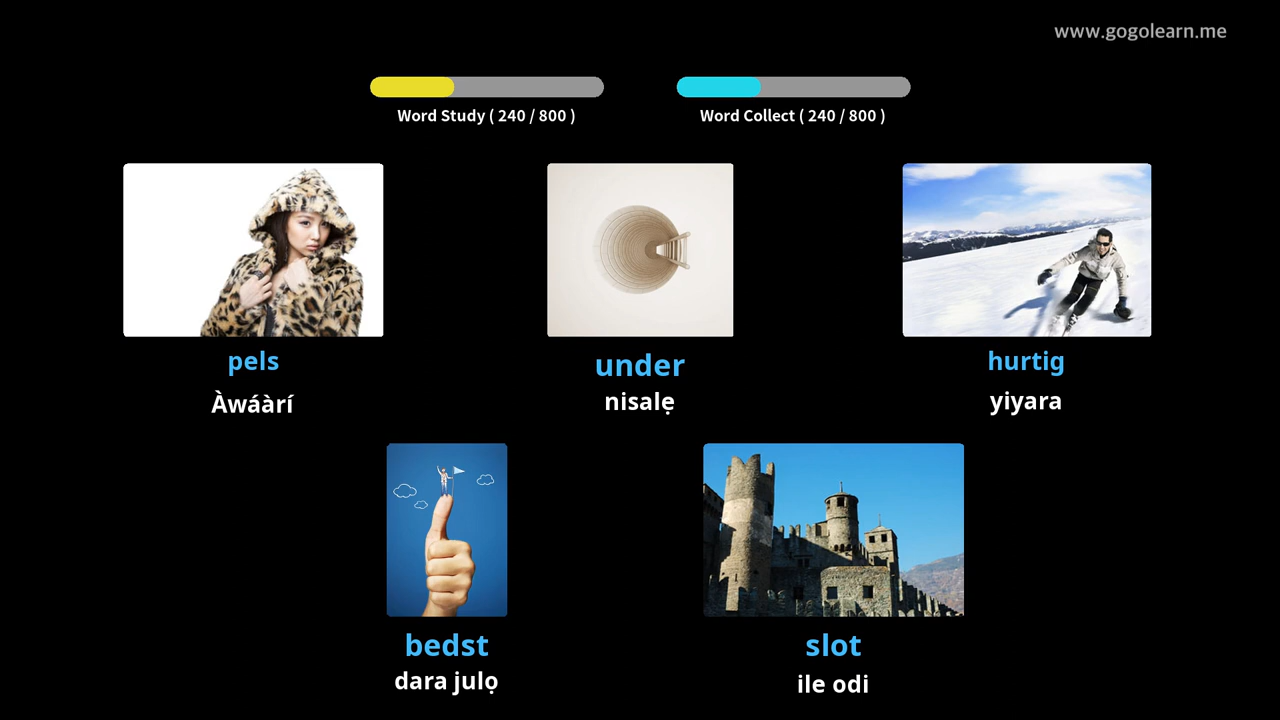 www.gogolearn.me
Word Study ( 240 / 800 )
Word Collect ( 240 / 800 )
pels
Àwáàrí
under
nisalẹ
hurtig
yiyara
bedst
dara julọ
slot
ile odi